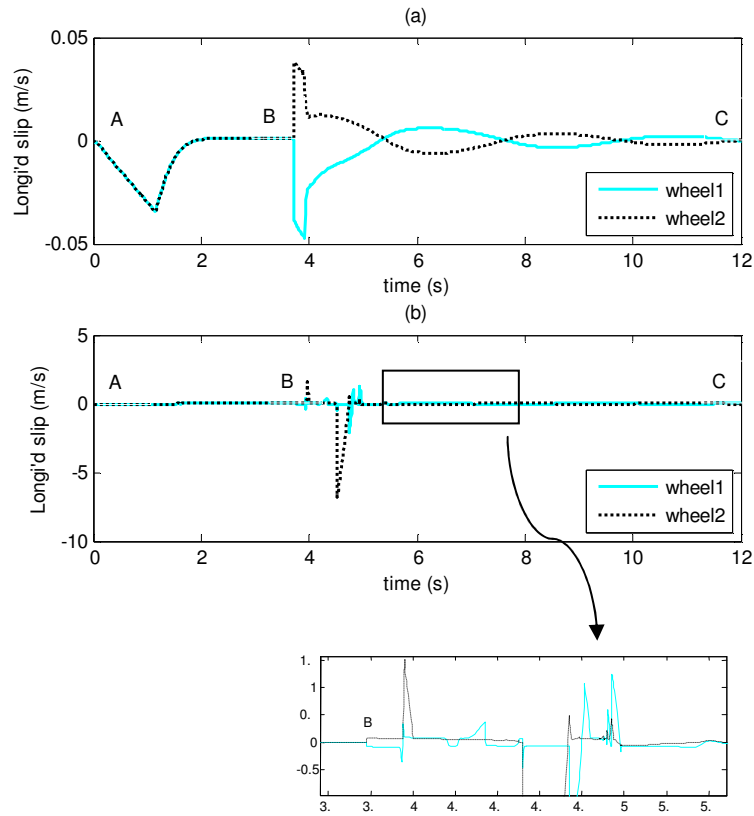 (a)
Longi'd slip (m/s)
0.05
0
-0.05
A
B
C
wheel1
wheel2
0 2 4 6 8 10 12
time (s)
(b)
Longi'd slip (m/s)
5
0
-5
-10
A
B
C
wheel1
wheel2
0 2 4 6 8 10 12
time (s)
1.
1
0.
0
-0.5
B
3. 3. 4 4. 4. 4. 4. 5 5. 5.